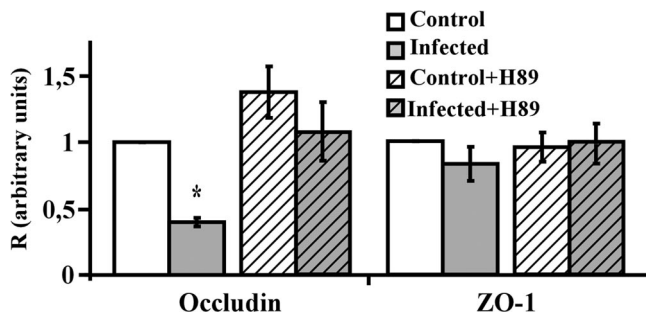 Control
Infected
Control+H89
Infected+H89
R (arbitrary units)
1,5
1
0,5
0
*
Occludin
ZO-1